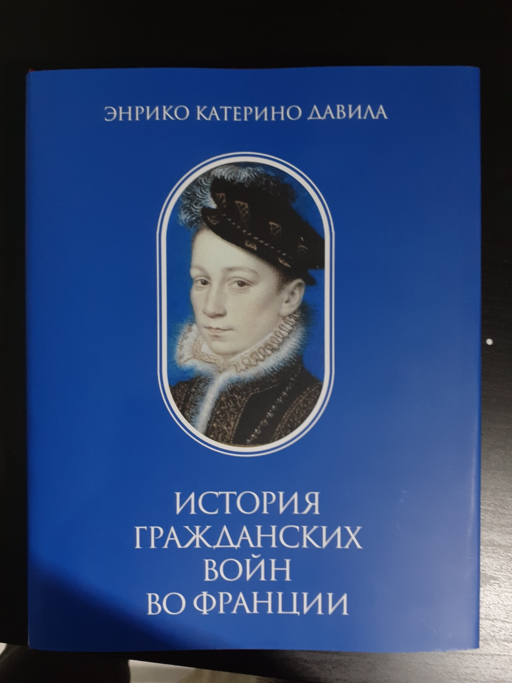 ЭНРИКО КАТЕРИНО ДАВИЛА
ИСТОРИЯ
ГРАЖДАНСКИХ
ВОЙН
ВО ФРАНЦИИ